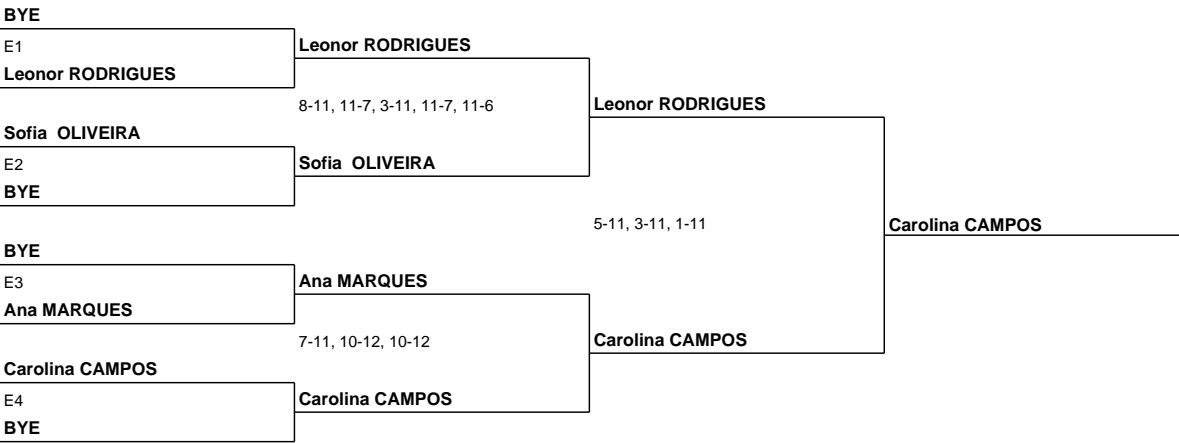 BYE
E1
Leonor RODRIGUES
Leonor RODRIGUES
8-11, 11-7, 3-11, 11-7, 11-6
Leonor RODRIGUES
Sofia OLIVEIRA
E2
Sofia OLIVEIRA
BYE
5-11, 3-11, 1-11
Carolina CAMPOS
BYE
E3
Ana MARQUES
Ana MARQUES
7-11, 10-12, 10-12
Carolina CAMPOS
Carolina CAMPOS
E4
Carolina CAMPOS
BYE